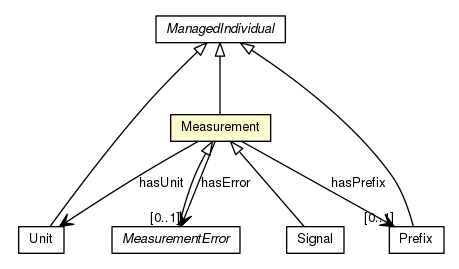 ManagedIndividual
Measurement
hasUnit
hasError
hasPrefix
[0..1]
[0..1]
Unit
MeasurementError
Signal
Prefix